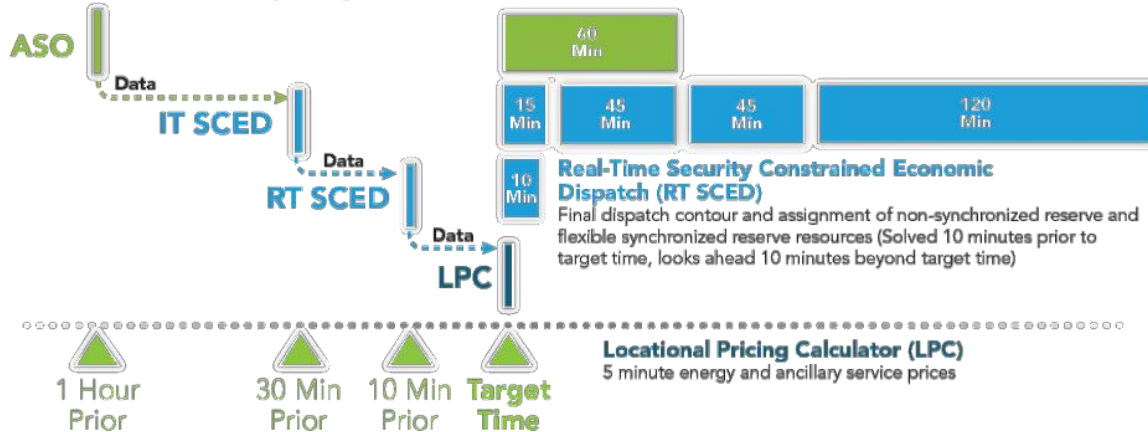 ASO
Data
IT SCED
Data
RT SCED
Data
LPC
60
Min
15
Min
45
Min
45
Min
120
Min
10
Min
Real-Time Security Constrained Economic
Dispatch (RT SCED)
Final dispatch contour and assignment of non-synchronized reserve and
flexible synchronized reserve resources (Solved 10 minutes prior to
target time, looks ahead 10 minutes beyond target time)
Locational Pricing Calculator (LPC)
5 minute energy and ancillary service prices
1 Hour
Prior
30 Min
Prior
10 Min
Prior
Target
Time